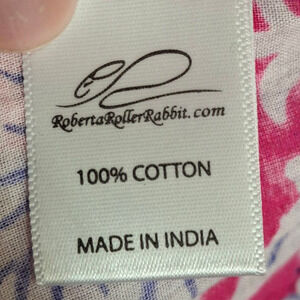 RobertaRollerRabbit.com
100% COTTON
MADE IN INDIA